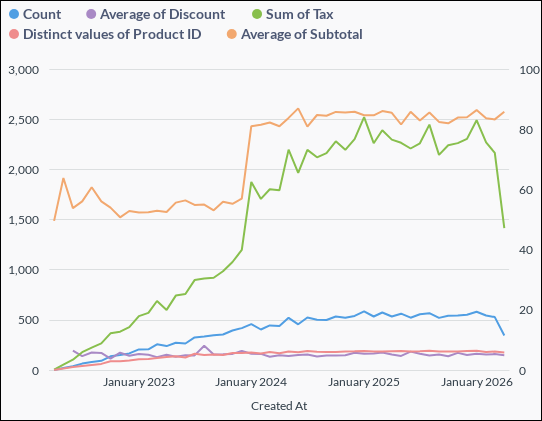 Count Average of Discount Sum of Tax
Distinct values of Product ID Average of Subtotal
3,000 100
2,500
2,000 80
1,500 60
1,000 40
500 20
0 0
January 2023 January 2024 January 2025 January 2026
Created At